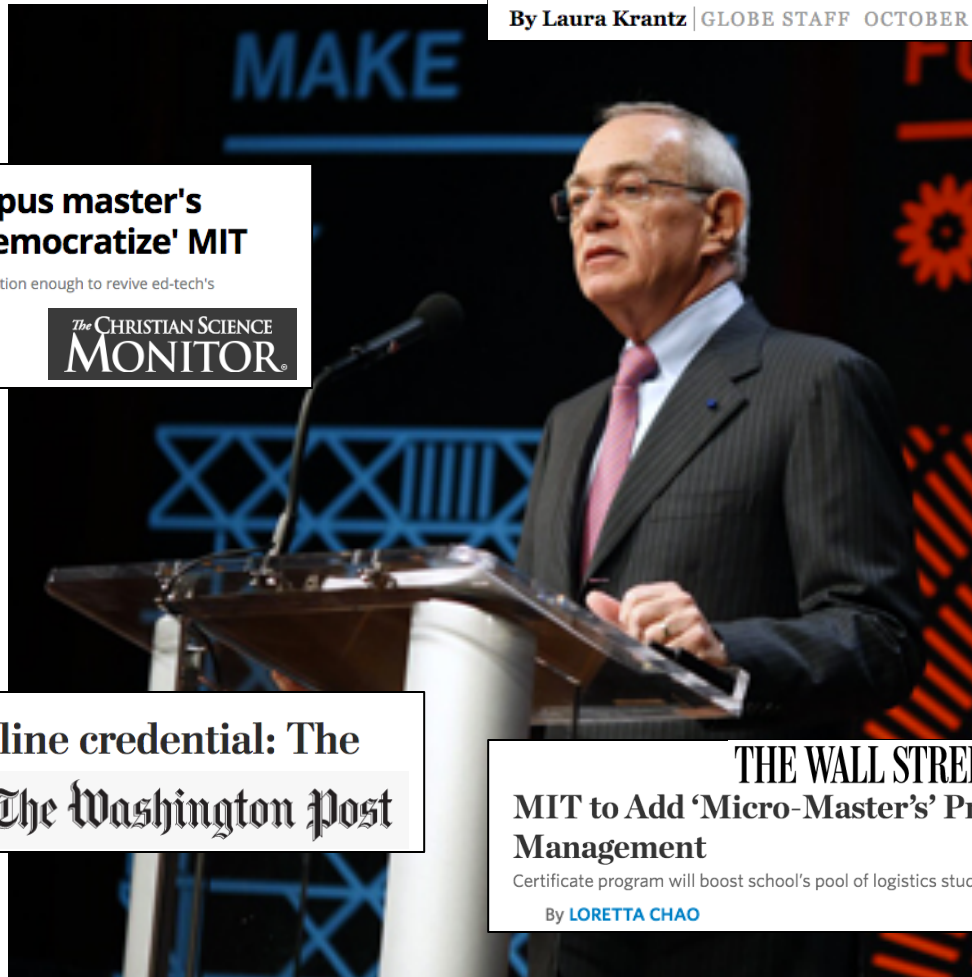 By Laura Krantz | GLOBE STAFF OCTOBER
MAKE
FU
pus master's
emocratize' MIT
tion enough to revive ed-tech's
The CHRISTIAN SCIENCE
MONITOR®
line credential: The
The Washington Post
THE WALL STREE
MIT to Add ‘Micro-Master’s’ Pr
Management
Certificate program will boost school’s pool of logistics stud
By LORETTA CHAO